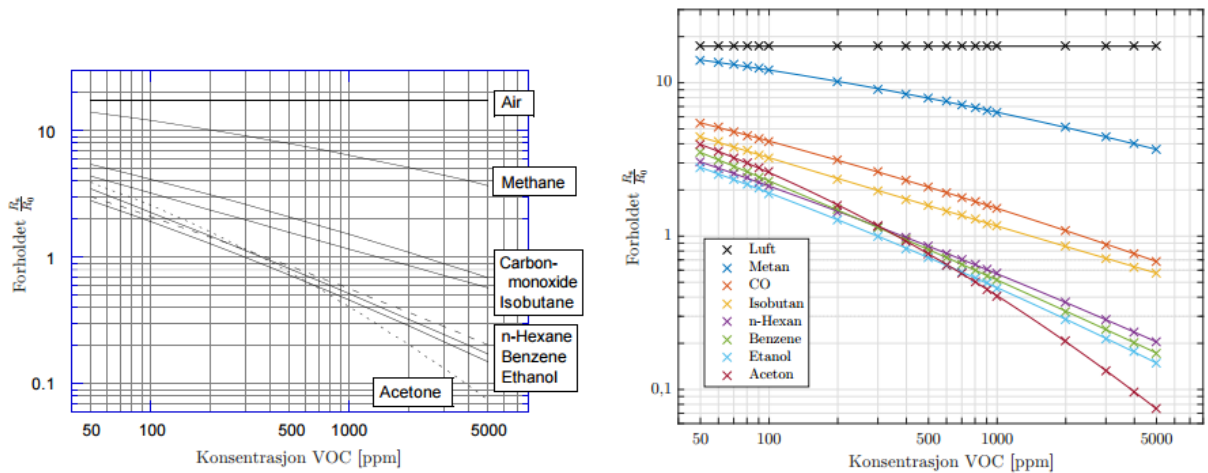 Forholdet Rs/R0
10
1
0.1
Air
Methane
Carbon-
monoxide
Isobutane
n-Hexane
Benzene
Ethanol
Acetone
50 100 500 1000 5000
Konsentrasjon VOC [ppm]
Forholdet Rs/R0
10
1
0,1
Luft
Metan
CO
Isobutan
n-Hexan
Benzene
Etanol
Aceton
50 100 500 1000 5000
Konsentrasjon VOC [ppm]